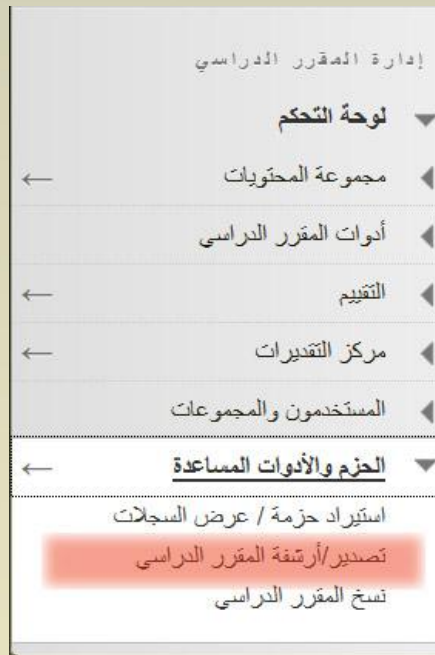 إدارة المقرر الدراسي
لوحة التحكم
مجموعة المحتويات
أدوات المقرر الدراسي
التقييم
مركز التقديرات
المستخدمون والمجموعات
الحزم والأدوات المساعدة
استيراد حزمة / عرض السجلات
تصدير/أرشفة المقرر الدراسي
نسخ المقرر الدراسي